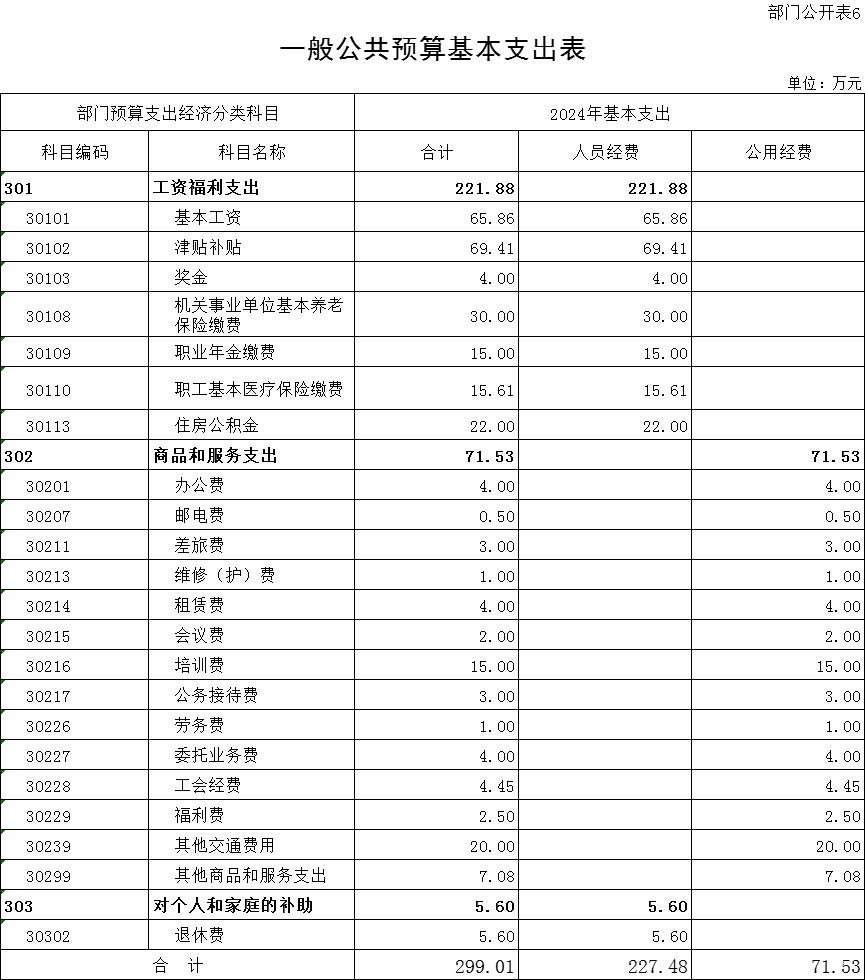 部门公开表6
一般公共预算基本支出表
单位：万元
部门预算支出经济分类科目 2024年基本支出
科目编码 科目名称 合计 人员经费 公用经费
301 工资福利支出 221.88 221.88
30101 基本工资 65.86 65.86
30102 津贴补贴 69.41 69.41
30103 奖金 4.00 4.00
30108 机关事业单位基本养老 30.00 30.00
保险缴费
30109 职业年金缴费 15.00 15.00
30110 职工基本医疗保险缴费 15.61 15.61
30113 住房公积金 22.00 22.00
302 商品和服务支出 71.53 71.53
30201 办公费 4.00 4.00
30207 邮电费 0.50 0.50
30211 差旅费 3.00 3.00
30213 维修（护）费 1.00 1.00
30214 租赁费 4.00 4.00
30215 会议费 2.00 2.00
30216 培训费 15.00 15.00
30217 公务接待费 3.00 3.00
30226 劳务费 1.00 1.00
30227 委托业务费 4.00 4.00
30228 工会经费 4.45 4.45
30229 福利费 2.50 2.50
30239 其他交通费用 20.00 20.00
30299 其他商品和服务支出 7.08 7.08
303 对个人和家庭的补助 5.60 5.60
30302 退休费 5.60 5.60
合 计 299.01 227.48 71.53